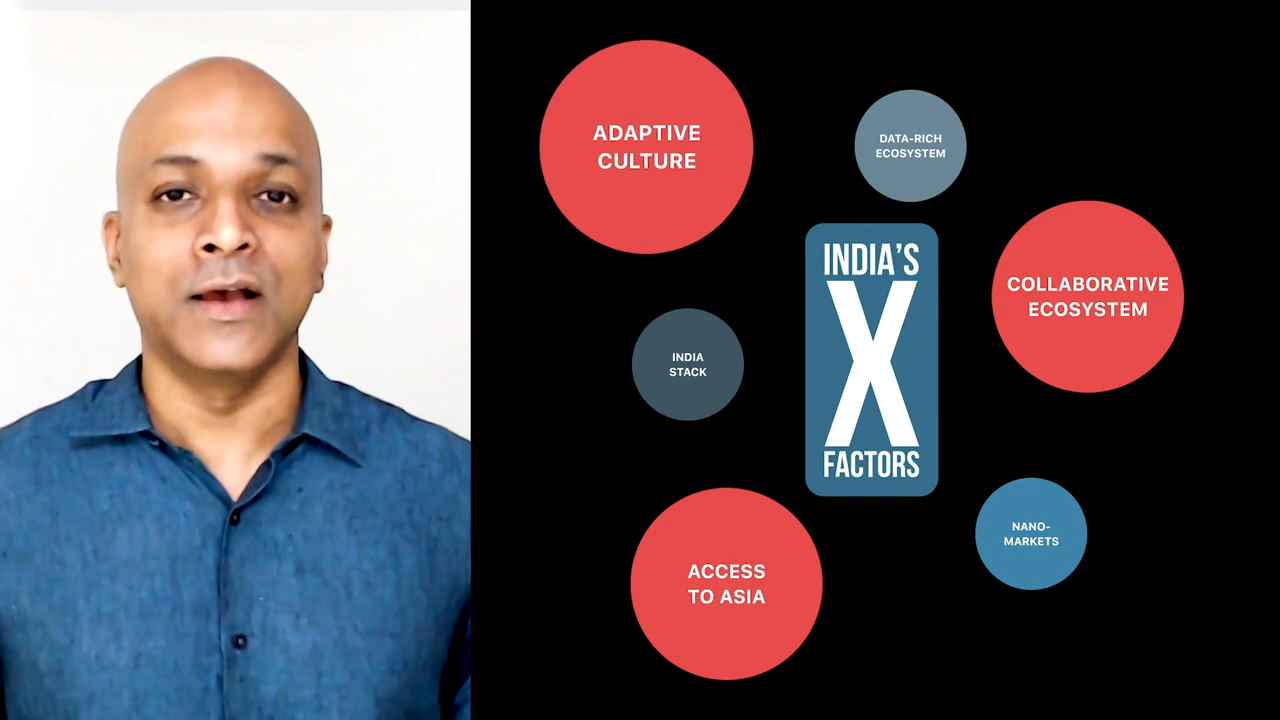 ADAPTIVE
CULTURE
DATA-RICH
ECOSYSTEM
INDIA'S
X
FACTORS
COLLABORATIVE
ECOSYSTEM
INDIA
STACK
NANO-
MARKETS
ACCESS
TO ASIA